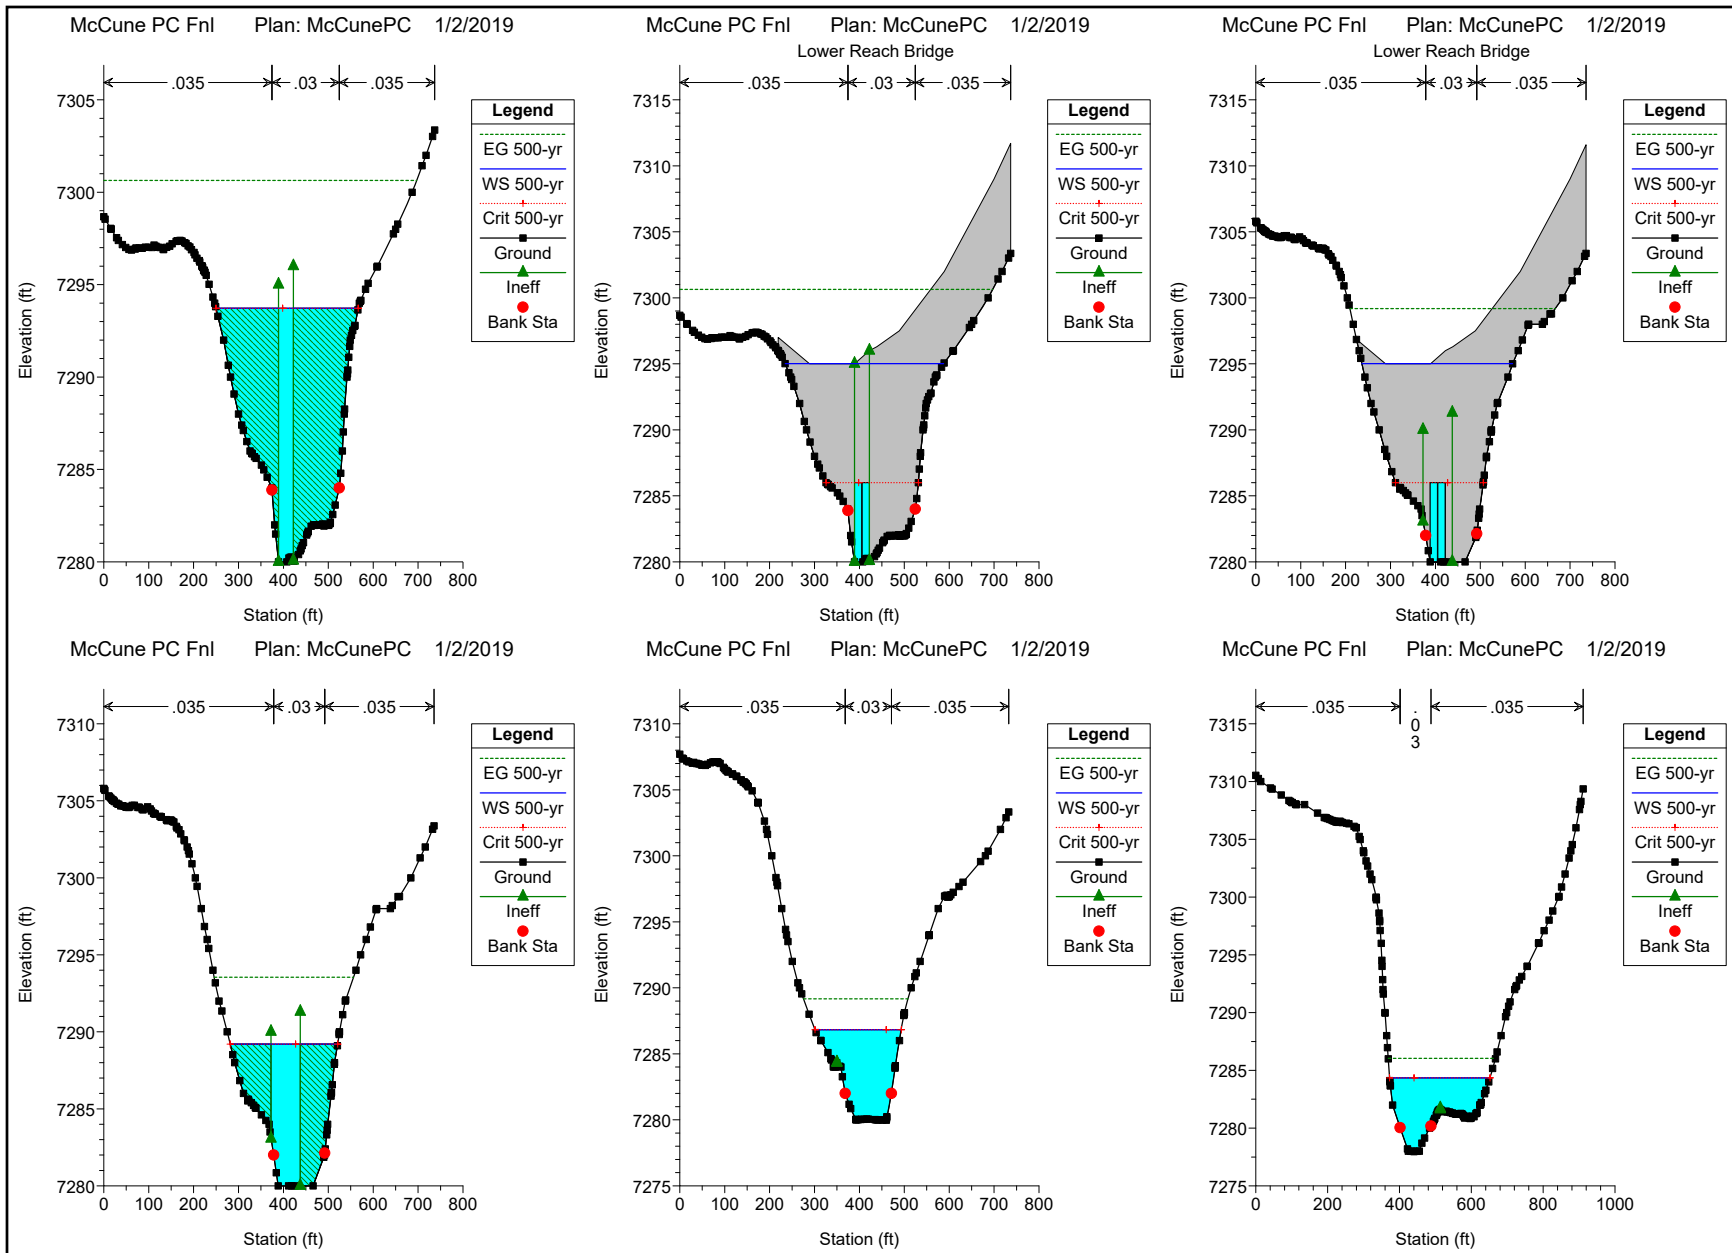 McCune PC Fnl Plan: McCunePC 1/2/2019
.035 .03 .035
7305
7300
7295
7290
7285
7280
Elevation (ft)
0 100 200 300 400 500 600 700 800
Station (ft)
Legend
EG 500-yr
WS 500-yr
Crit 500-yr
Ground
Ineff
Bank Sta
McCune PC Fnl Plan: McCunePC 1/2/2019
Lower Reach Bridge
.035 .03 .035
7315
7310
7305
7300
7295
7290
7285
7280
Elevation (ft)
0 100 200 300 400 500 600 700 800
Station (ft)
Legend
EG 500-yr
WS 500-yr
Crit 500-yr
Ground
Ineff
Bank Sta
McCune PC Fnl Plan: McCunePC 1/2/2019
Lower Reach Bridge
.035 .03 .035
7315
7310
7305
7300
7295
7290
7285
7280
Elevation (ft)
0 100 200 300 400 500 600 700 800
Station (ft)
Legend
EG 500-yr
WS 500-yr
Crit 500-yr
Ground
Ineff
Bank Sta
McCune PC Fnl Plan: McCunePC 1/2/2019
.035 .03 .035
7310
7305
7300
7295
7290
7285
7280
Elevation (ft)
0 100 200 300 400 500 600 700 800
Station (ft)
Legend
EG 500-yr
WS 500-yr
Crit 500-yr
Ground
Ineff
Bank Sta
McCune PC Fnl Plan: McCunePC 1/2/2019
.035 .03 .035
7310
7305
7300
7295
7290
7285
7280
7275
Elevation (ft)
0 100 200 300 400 500 600 700 800
Station (ft)
Legend
EG 500-yr
WS 500-yr
Crit 500-yr
Ground
Ineff
Bank Sta
McCune PC Fnl Plan: McCunePC 1/2/2019
.035 .03 .035
7315
7310
7305
7300
7295
7290
7285
7280
7275
Elevation (ft)
0 200 400 600 800 1000
Station (ft)
Legend
EG 500-yr
WS 500-yr
Crit 500-yr
Ground
Ineff
Bank Sta